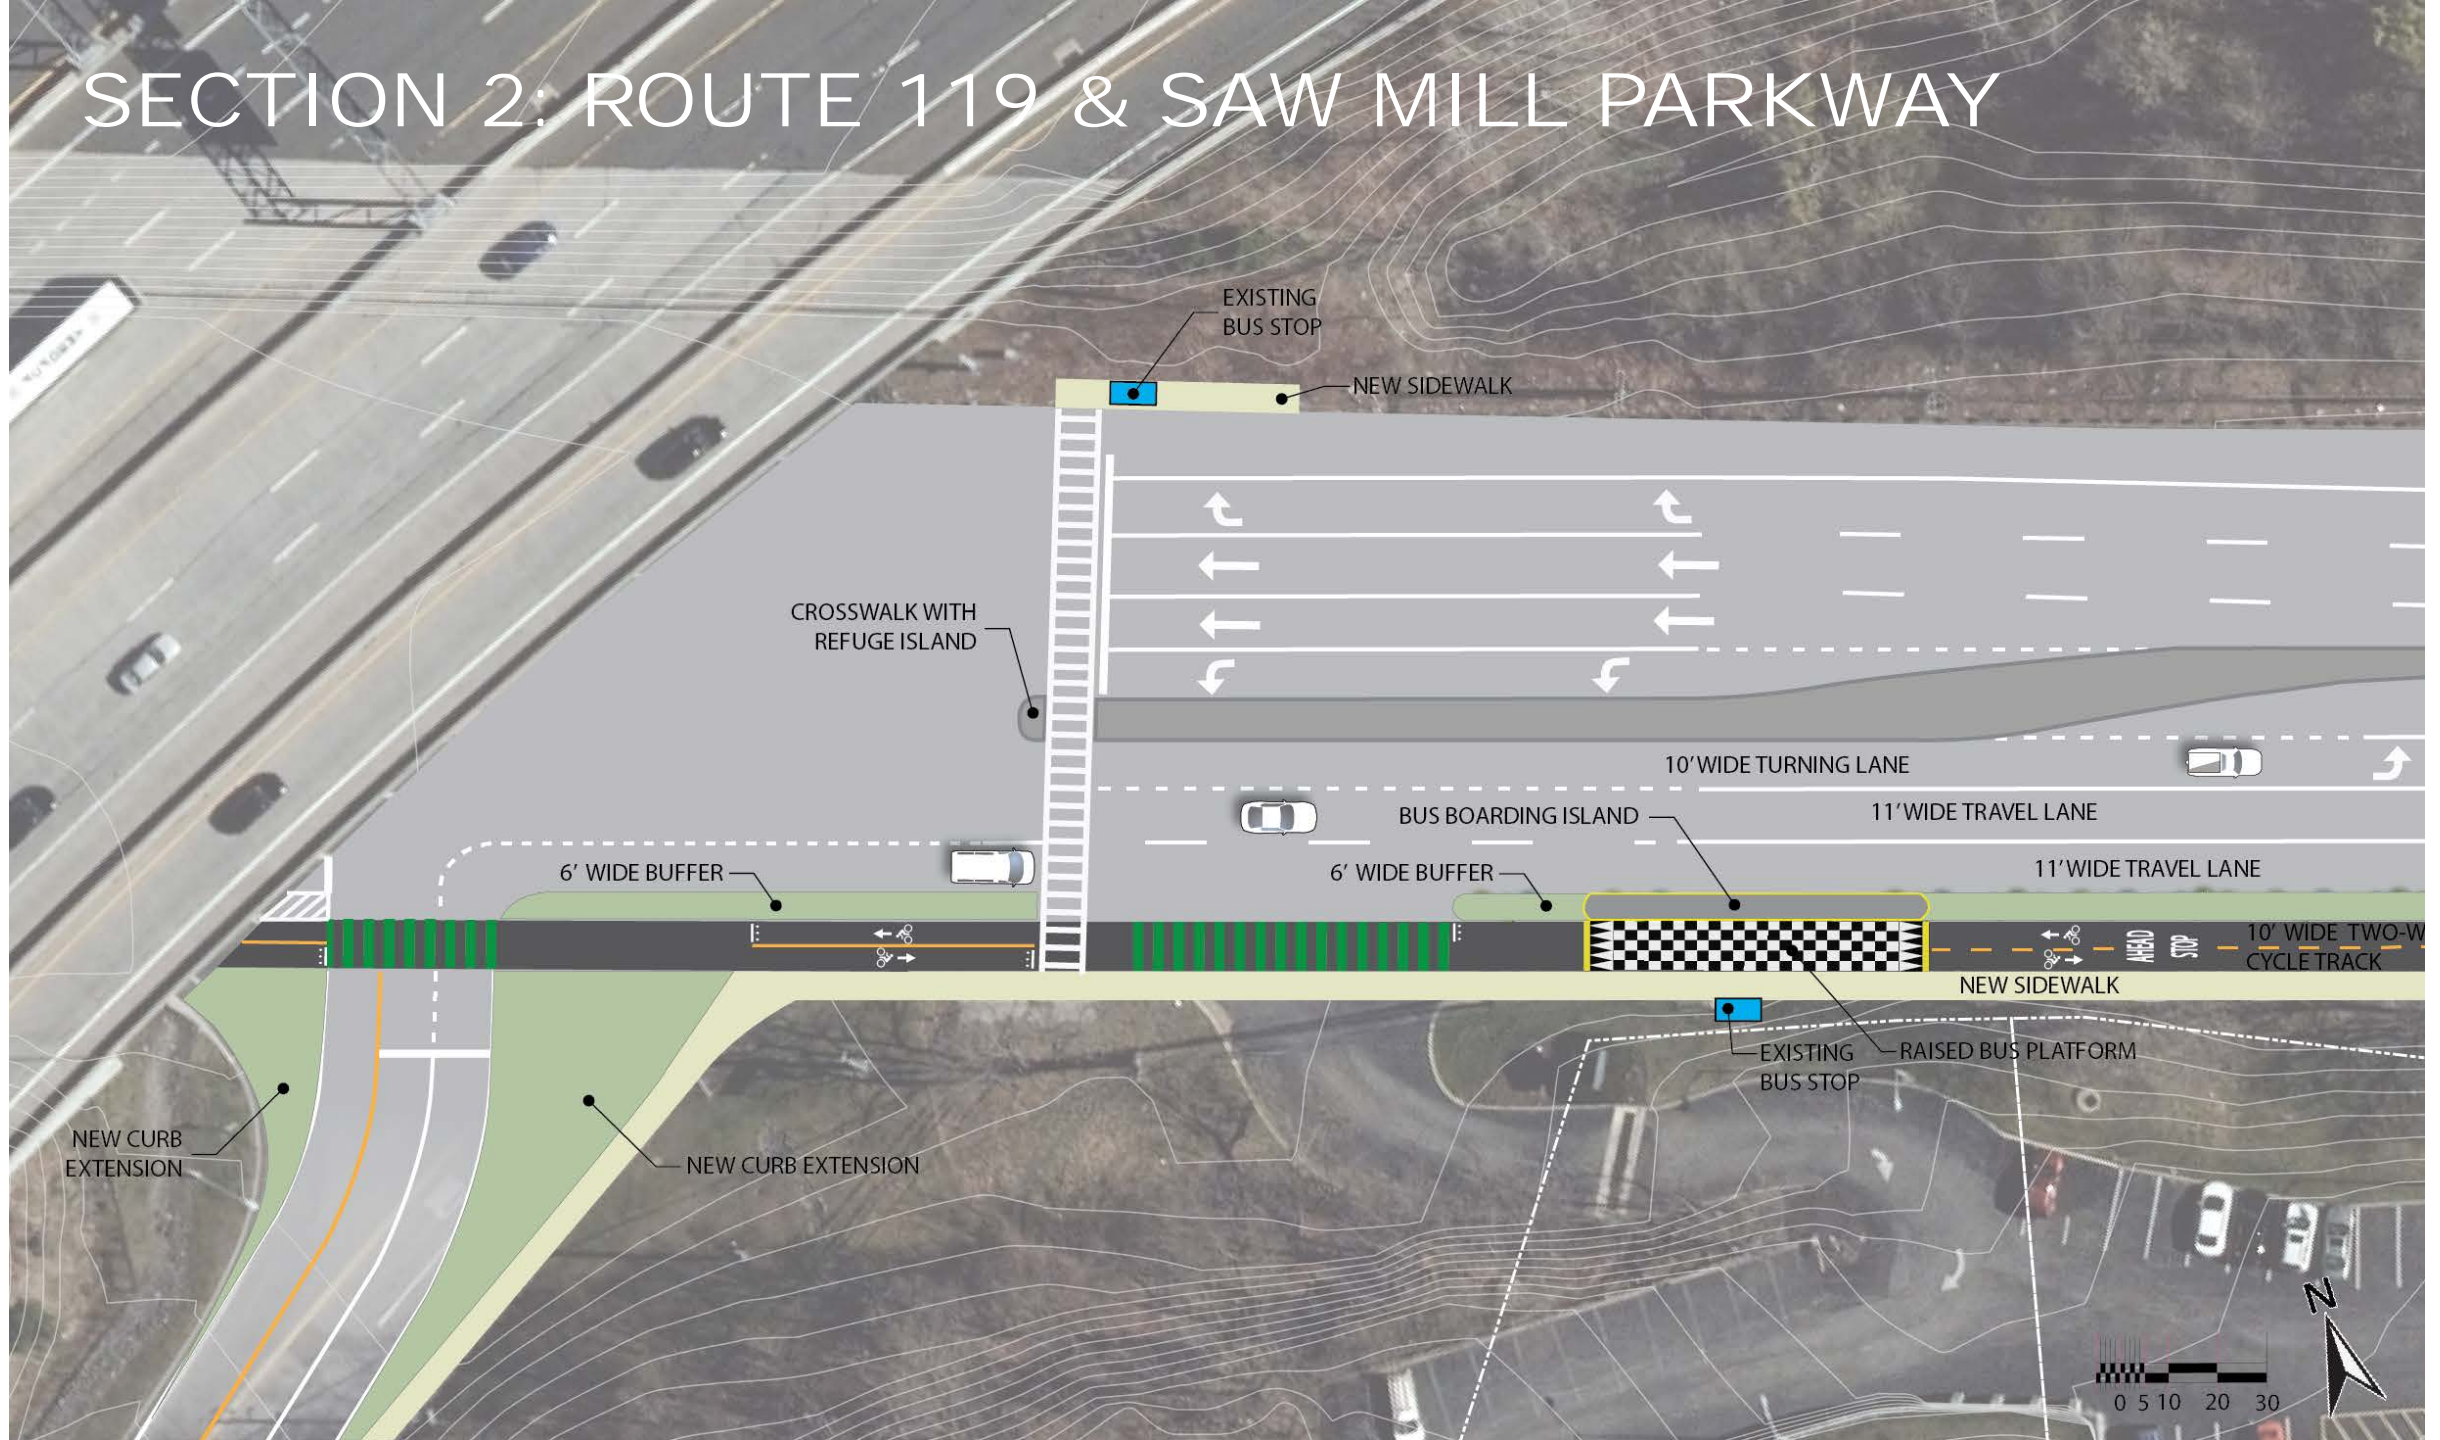 SECTION 2: ROUTE 119 & SAW MILL PARKWAY
EXISTING
BUS STOP
NEW SIDEWALK
CROSSWALK WITH
REFUGE ISLAND
10' WIDE TURNING LANE
BUS BOARDING ISLAND
11' WIDE TRAVEL LANE
6' WIDE BUFFER
6' WIDE BUFFER
11' WIDE TRAVEL LANE
AHEAD
STOP
10' WIDE TWO-W
CYCLE TRACK
NEW SIDEWALK
EXISTING
BUS STOP
RAISED BUS PLATFORM
NEW CURB
EXTENSION
NEW CURB EXTENSION
N
0 5 10 20 30